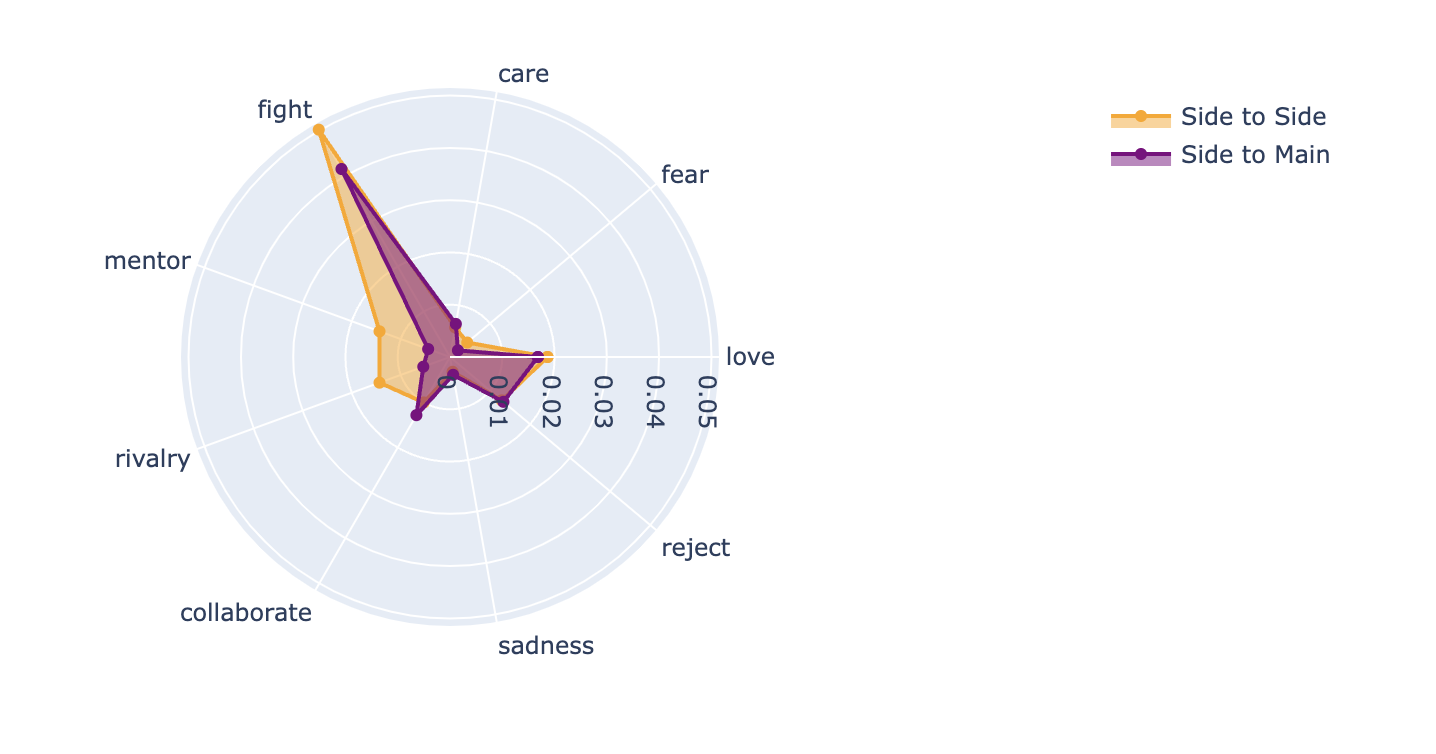 care
fight
Side to Side
Side to Main
fear
mentor
love
0
0.01
0.02
0.03
0.04
0.05
rivalry
reject
collaborate
sadness